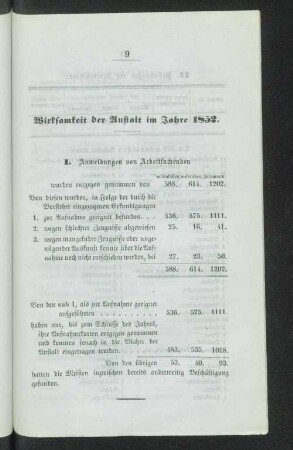 9
Wirksamkeit der Anstalt im Jahre 1852.
1. Anmeldungen von Arbeitsuchenden
männlichen, weiblichen, zusammen.
wurden entgegen genommen von 588. 614. 1202.
Von diesen wurden, in Folge der durch die
Vorsteher eingezogenen Erkundigungen
1. zur Aufnahme geeignet befunden. 536. 575. 1111.
2. wegen schlechter Zeugnisse abgewiesen 25. 16. 41.
3. wegen mangelnder Zeugnisse oder unge-
nügender Auskunft konnte über die Auf-
nahme noch nicht entschieden werden, bei 27. 23. 50.
588. 614. 1202.
Von den sub 1, als zur Aufnahme geeignet
aufgeführten 536. 575. 1111.
haben nur, bis zum Schlusse des Jahres,
ihre Aufnahmekarten entgegen genommen
und konnten sonach in die Bücher der
Anstalt eingetragen werden. 483. 535. 1018.
Von den übrigen 53. 40. 93.
hatten die Meisten inzwischen bereits anderweitig Beschäftigung
gefunden.